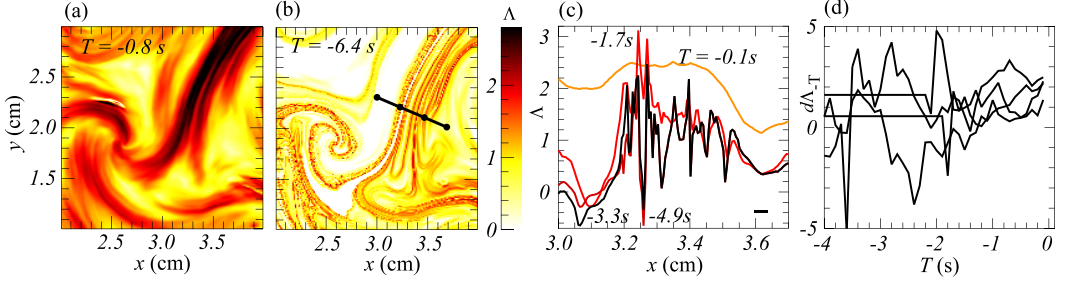 (a)
T = -0.8 s
2.5
2.0
1.5
y (cm)
2.5
3.0
3.5
x (cm)
(b)
T = -6.4 s
2.5
3.0
3.5
x (cm)
Λ
2
1
0
(c)
-1.7s
T = -0.1s
3
2
1
0
Λ
-3.3s
-4.9s
3.0
3.2
3.4
3.6
x (cm)
(d)
5
0
-5
dΛ-T
-4
-3
-2
-1
0
T (s)